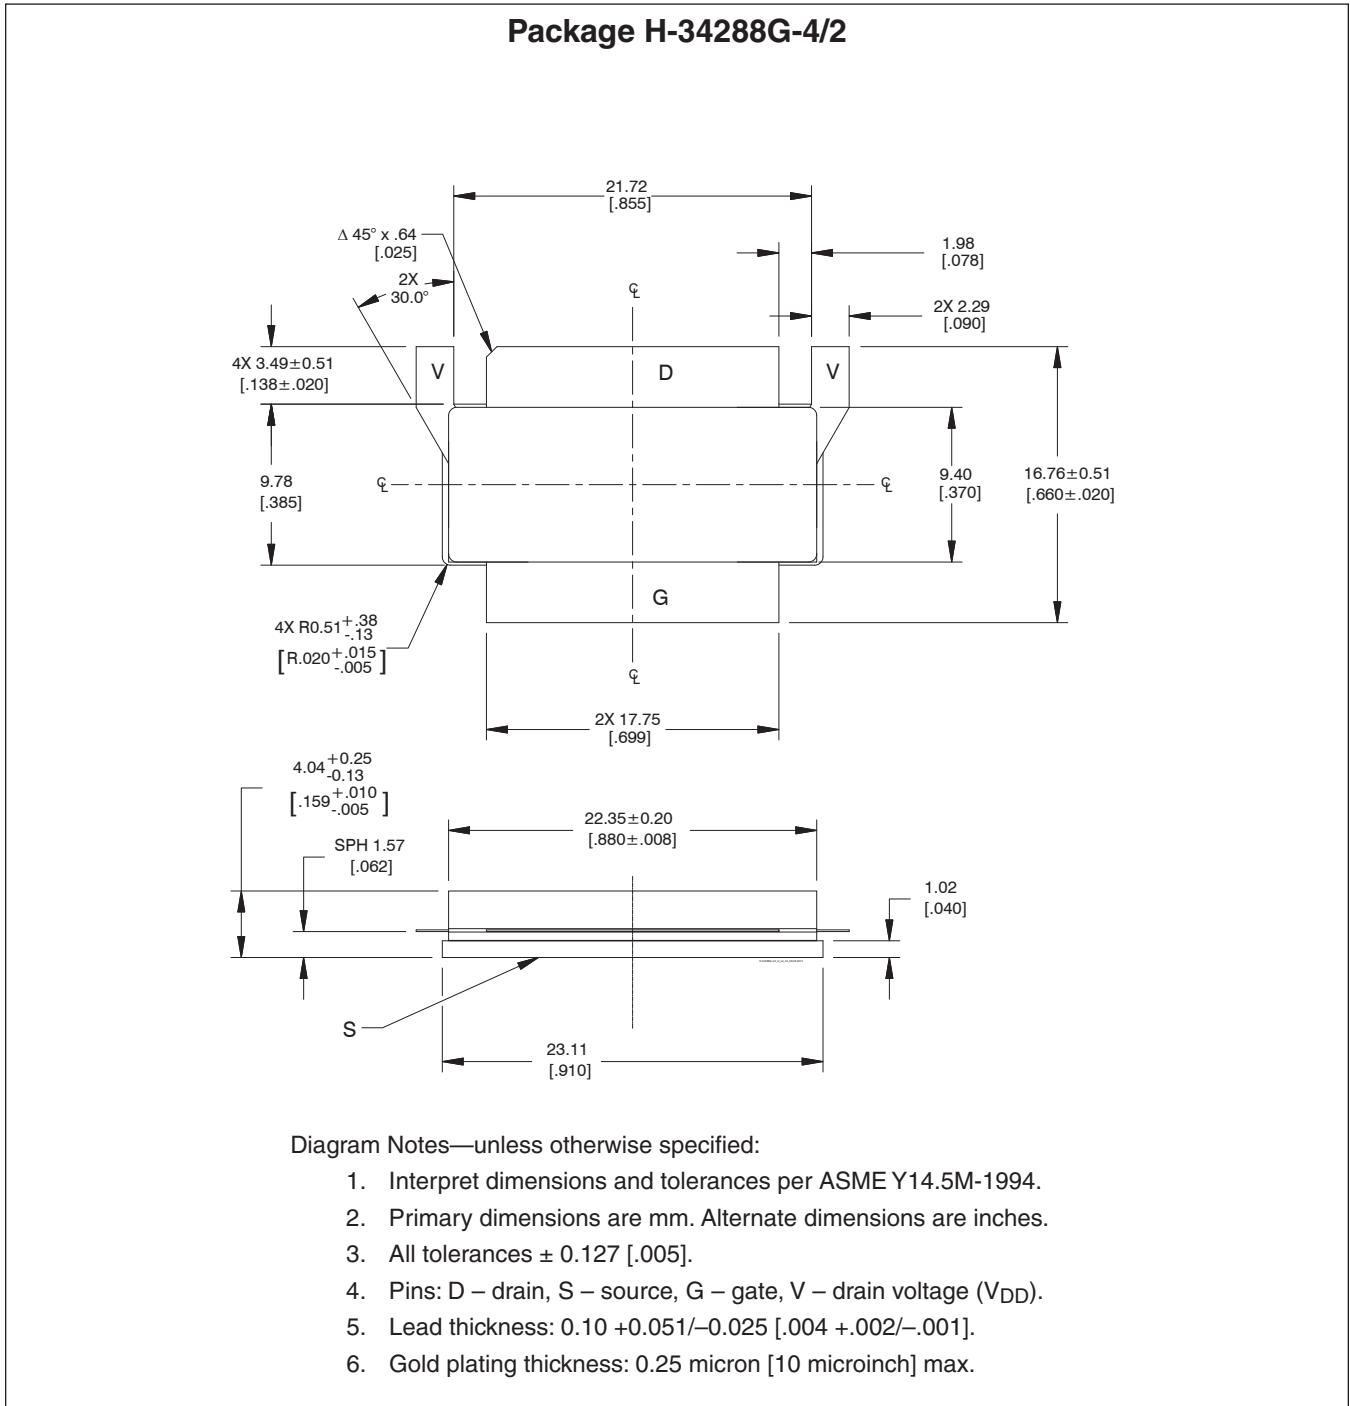 Package H-34288G-4/2
21.72
[.855]
∆ 45° x .64
[.025]
1.98
[.078]
2X
30.0°
℄
2X 2.29
[.090]
4X 3.49±0.51
[.138±.020]
V
D
V
9.78
[.385]
℄
℄
9.40
[.370]
16.76±0.51
[.660±.020]
G
4X R0.51+.38
-.13
[R.020+.015
-.005]
℄
2X 17.75
[.699]
4.04+0.25
-0.13
[.159+.010
-.005]
22.35±0.20
[.880±.008]
SPH 1.57
[.062]
1.02
[.040]
S
23.11
[.910]
Diagram Notes—unless otherwise specified:
1. Interpret dimensions and tolerances per ASME Y14.5M-1994.
2. Primary dimensions are mm. Alternate dimensions are inches.
3. All tolerances ± 0.127 [.005].
4. Pins: D – drain, S – source, G – gate, V – drain voltage (VDD).
5. Lead thickness: 0.10 +0.051/–0.025 [.004 +.002/–.001].
6. Gold plating thickness: 0.25 micron [10 microinch] max.